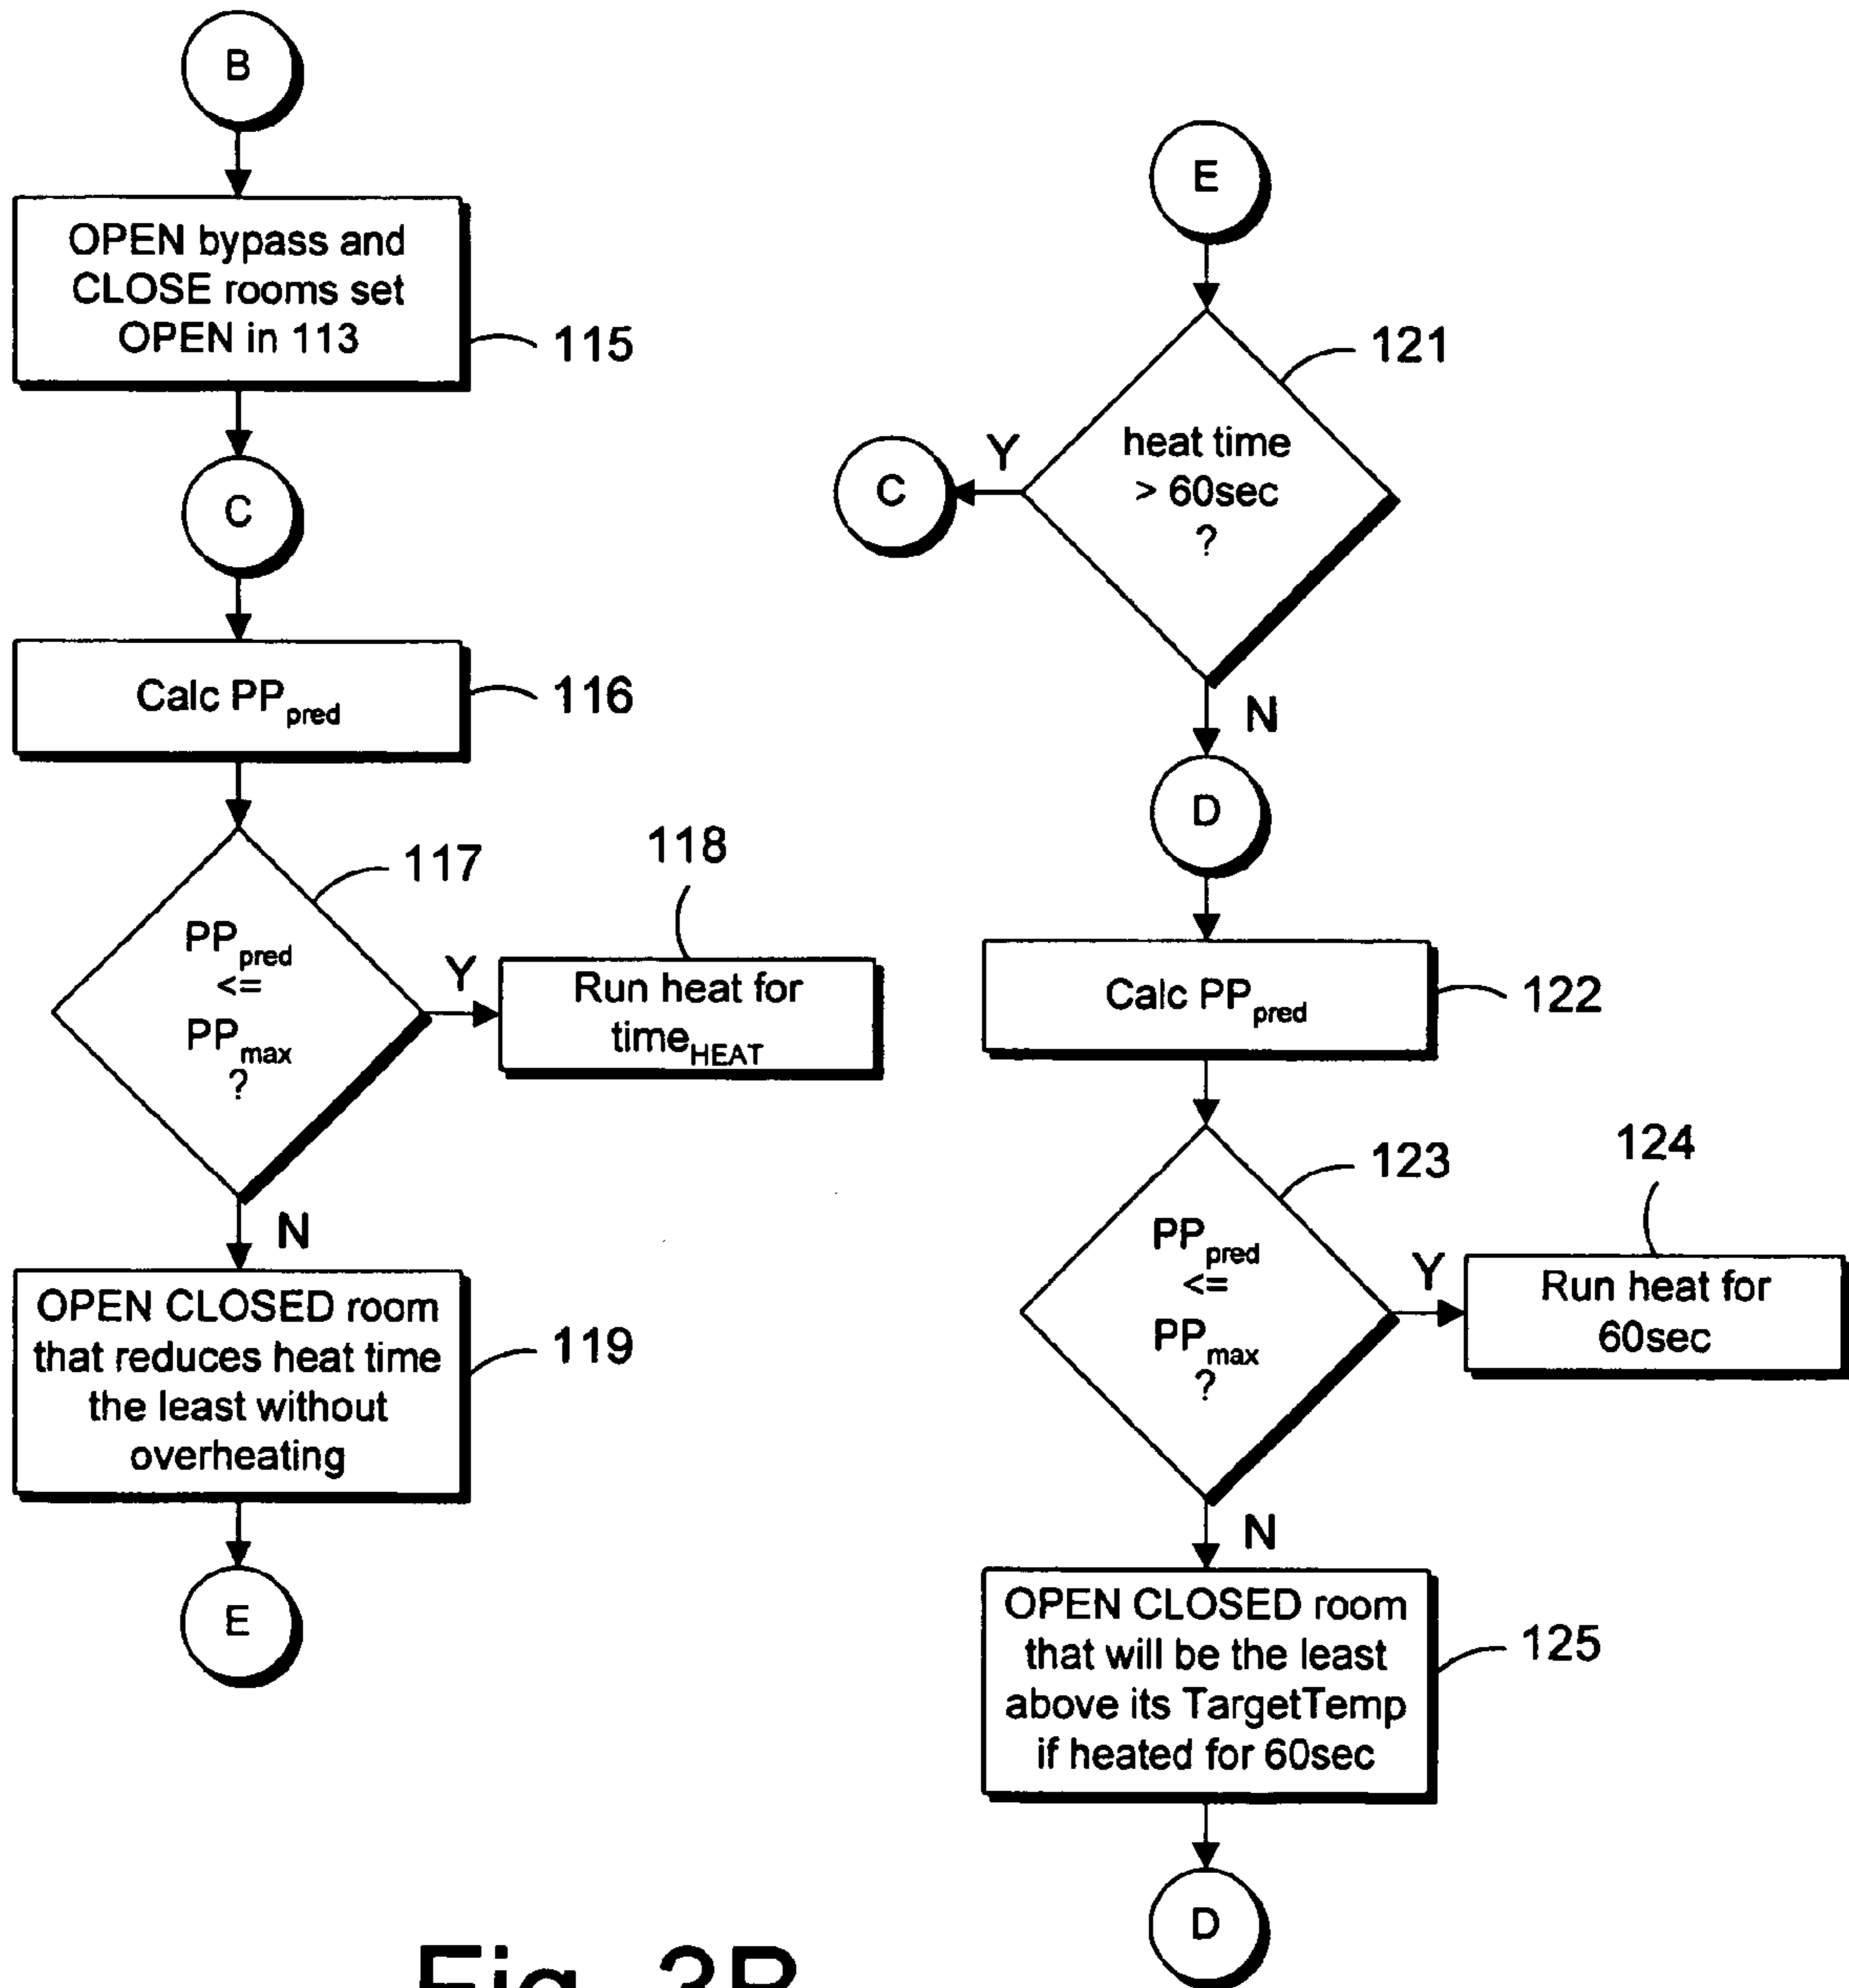 B
OPEN bypass and
CLOSE rooms set
OPEN in 113
115
C
Calc PPpred
116
117
PPpred
<=
PPmax
?
Y
118
Run heat for
timeHEAT
N
OPEN CLOSED room
that reduces heat time
the least without
overheating
119
E
E
121
heat time
> 60sec
?
Y
C
N
D
Calc PPpred
122
123
PPpred
<=
PPmax
?
Y
124
Run heat for
60sec
N
OPEN CLOSED room
that will be the least
above its TargetTemp
if heated for 60sec
125
D